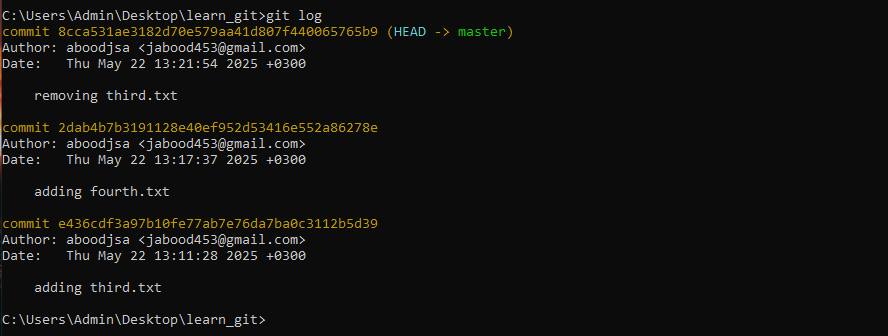 C:\Users\Admin\Desktop\learn_git>git log
commit 8cca531ae3182d70e579aa41d807f440065765b9 (HEAD -> master)
Author: aboodjsa <jabood453@gmail.com>
Date:   Thu May 22 13:21:54 2025 +0300
    removing third.txt
commit 2dab4b7b3191128e40ef952d53416e552a86278e
Author: aboodjsa <jabood453@gmail.com>
Date:   Thu May 22 13:17:37 2025 +0300
    adding fourth.txt
commit e436cdf3a97b10fe77ab7e76da7ba0c3112b5d39
Author: aboodjsa <jabood453@gmail.com>
Date:   Thu May 22 13:11:28 2025 +0300
    adding third.txt
C:\Users\Admin\Desktop\learn_git>